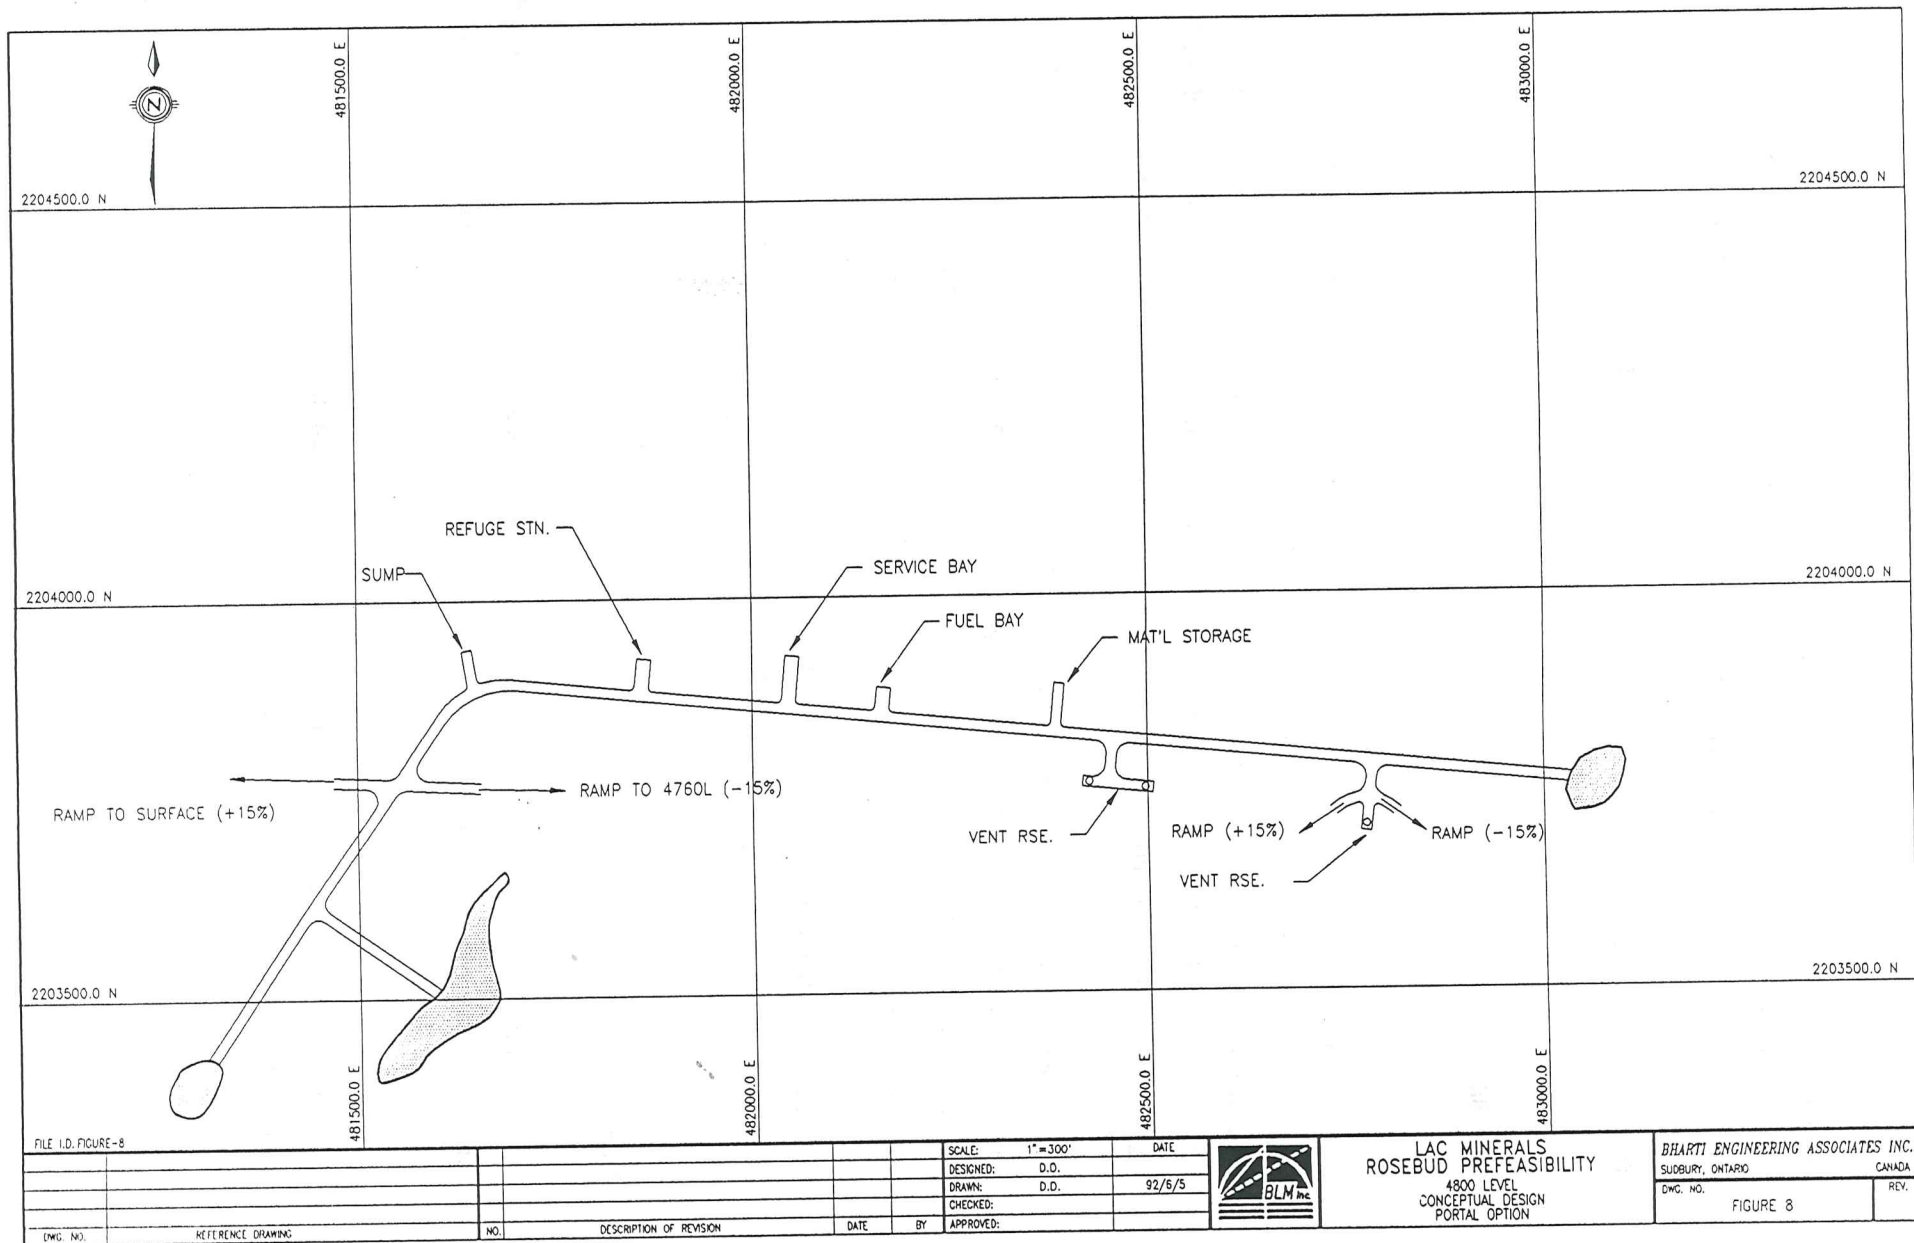 481500.0 E
482000.0 E
482500.0 E
483000.0 E
N
2204500.0 N
2204500.0 N
REFUGE STN.
SUMP
SERVICE BAY
2204000.0 N
2204000.0 N
FUEL BAY
MAT'L STORAGE
RAMP TO 4760L (-15%)
RAMP TO SURFACE (+15%)
VENT RSE.
RAMP (+15%)
RAMP (-15%)
VENT RSE.
2203500.0 N
2203500.0 N
481500.0 E
482000.0 E
482500.0 E
483000.0 E
FILE I.D. FIGURE-8
DWG. NO.
REFERENCE DRAWING
NO.
DESCRIPTION OF REVISION
DATE
BY
SCALE: 1"=300' DATE
DESIGNED: D.D.
DRAWN: D.D. 92/6/5
CHECKED:
APPROVED:
BLM Inc
LAC MINERALS
ROSEBUD PREFEASIBILITY
4800 LEVEL
CONCEPTUAL DESIGN
PORTAL OPTION
BHARTI ENGINEERING ASSOCIATES INC.
SUDBURY, ONTARIO CANADA
DWG. NO.
FIGURE 8
REV.